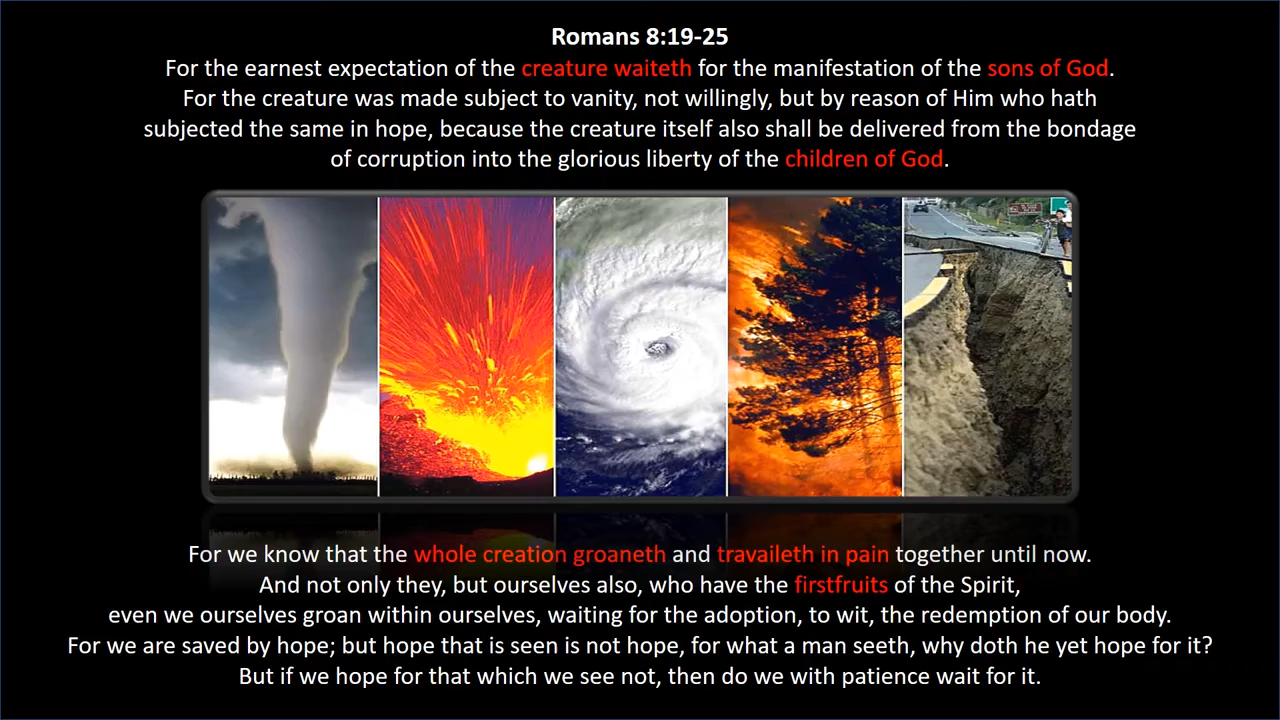 Romans 8:19-25
For the earnest expectation of the creature waiteth for the manifestation of the sons of God.
For the creature was made subject to vanity, not willingly, but by reason of Him who hath
subjected the same in hope, because the creature itself also shall be delivered from the bondage
of corruption into the glorious liberty of the children of God.
For we know that the whole creation groaneth and travaileth in pain together until now.
And not only they, but ourselves also, who have the firstfruits of the Spirit,
even we ourselves groan within ourselves, waiting for the adoption, to wit, the redemption of our body.
For we are saved by hope; but hope that is seen is not hope, for what a man seeth, why doth he yet hope for it?
But if we hope for that which we see not, then do we with patience wait for it.